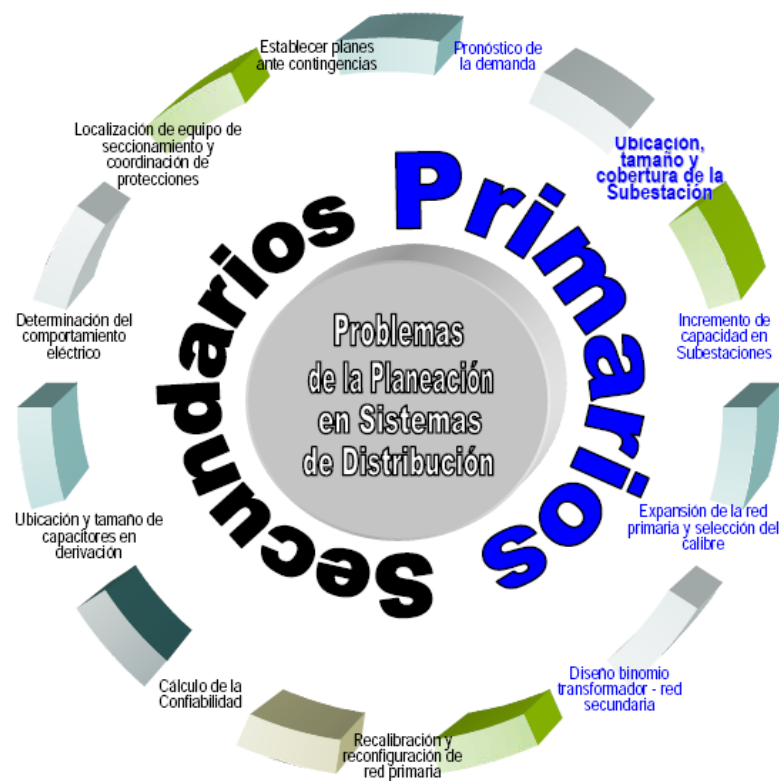 Establecer planes
ante contingencias
Pronóstico de
la demanda
Ubicación,
tamaño y
cobertura de la
Subestación
Incremento de
capacidad en
Subestaciones
Expansión de la red
primaria y selección del
calibre
Diseño binomio
transformador - red
secundaria
Recalibración y
reconfiguración de
red primaria
Cálculo de la
Confiabilidad
Ubicación y tamaño de
capacitores en
derivación
Determinación del
comportamiento
eléctrico
Localización de equipo de
seccionamiento y
coordinación de
protecciones
Primarios
Secundarios
Problemas
de la Planeación
en Sistemas
de Distribución